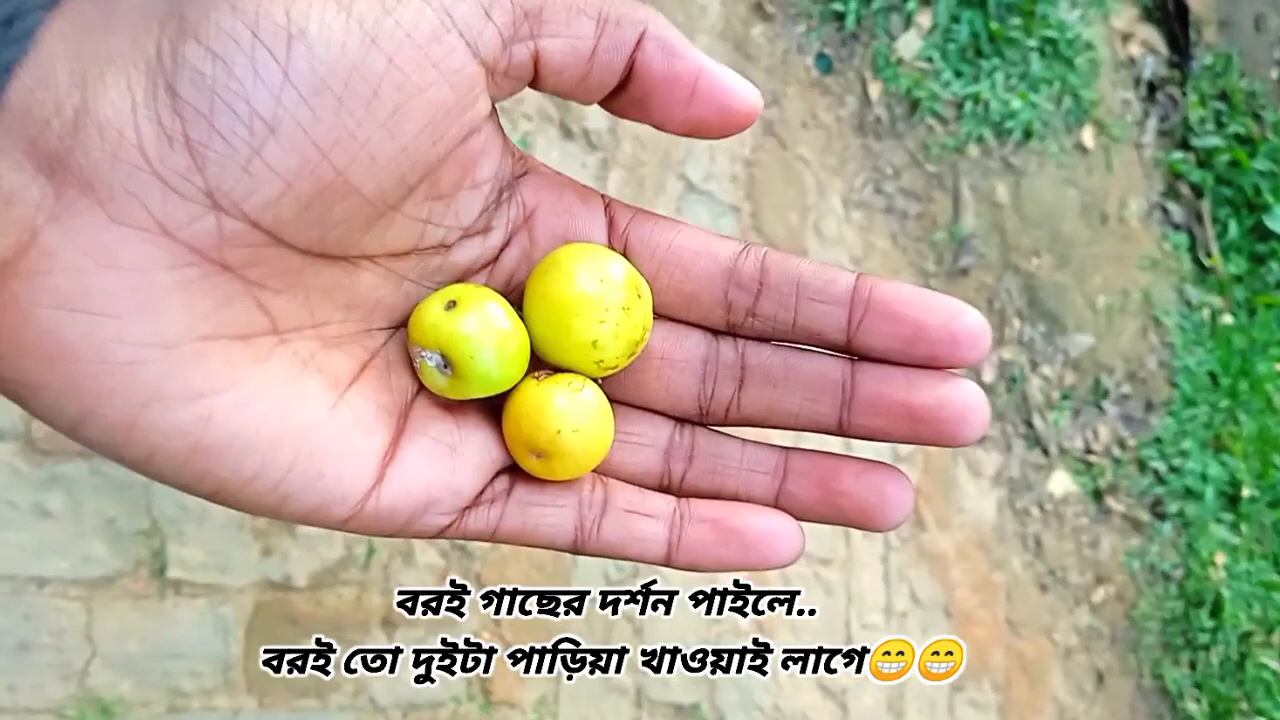 বরই গাছের দর্শন পাইলে..
বরই তো দুইটা পাড়িয়া খাওয়াই লাগে😁😁